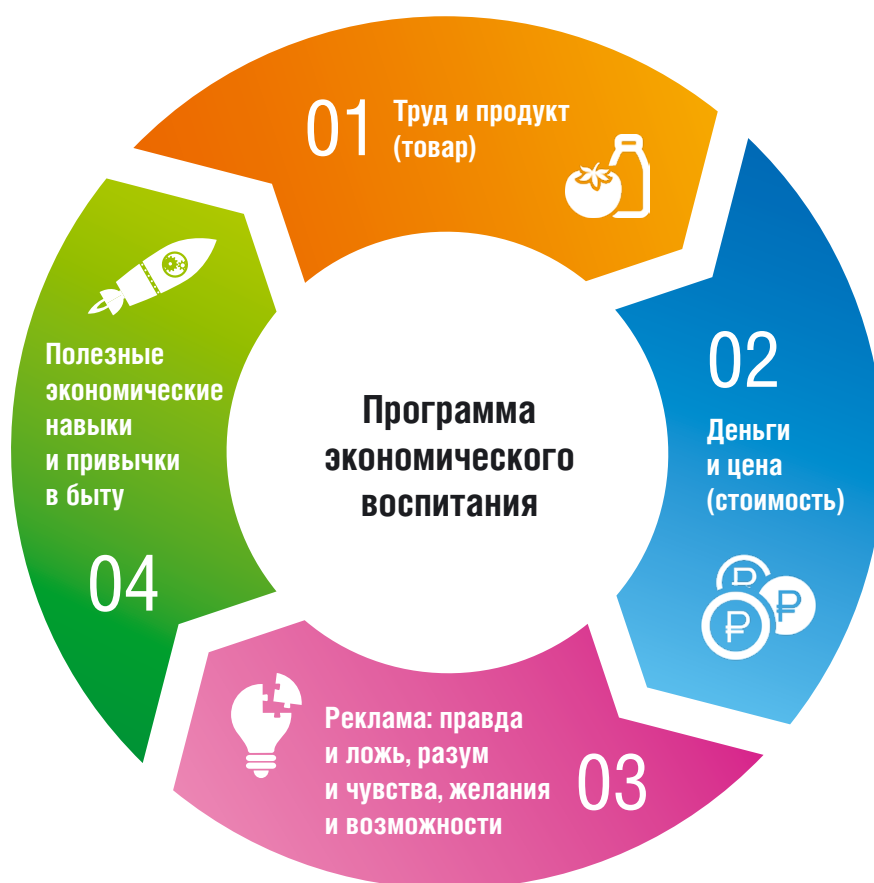 01
Труд и продукт
(товар)
02
Деньги
и цена
(стоимость)
₽
₽
₽
03
Реклама: правда
и ложь, разум
и чувства, желания
и возможности
04
Полезные
экономические
навыки
и привычки
в быту
Программа
экономического
воспитания